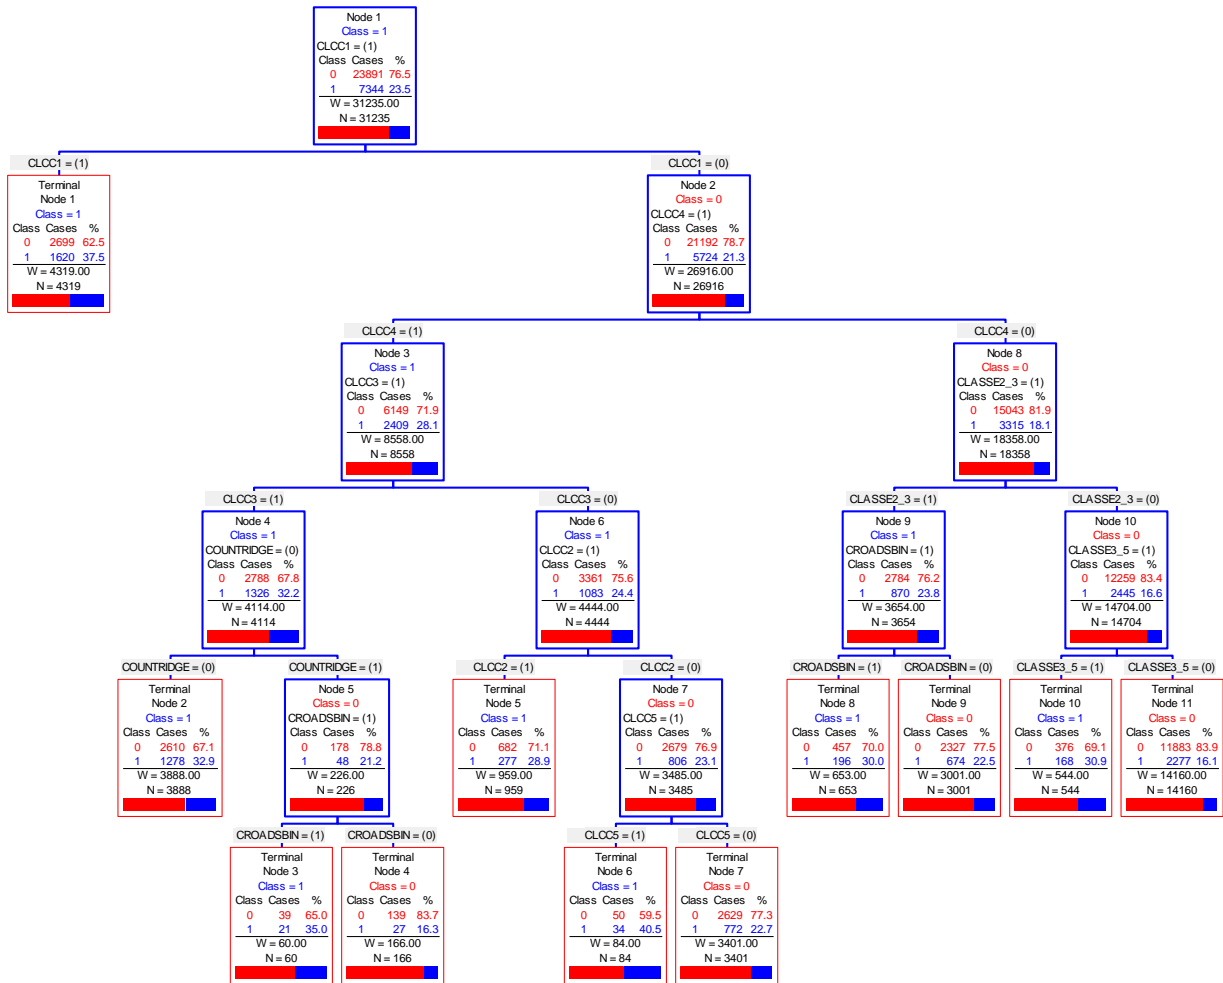 Node 1
Class = 1
CLCC1 = (1)
Class Cases %
0 23891 76.5
1 7344 23.5
W = 31235.00
N = 31235
CLCC1 = (1)
Terminal
Node 1
Class = 1
Class Cases %
0 2699 62.5
1 1620 37.5
W = 4319.00
N = 4319
CLCC1 = (0)
Node 2
Class = 0
CLCC4 = (1)
Class Cases %
0 21192 78.7
1 5724 21.3
W = 26916.00
N = 26916
CLCC4 = (1)
Node 3
Class = 1
CLCC3 = (1)
Class Cases %
0 6149 71.9
1 2409 28.1
W = 8558.00
N = 8558
CLCC4 = (0)
Node 8
Class = 0
CLASSE2_3 = (1)
Class Cases %
0 15043 81.9
1 3315 18.1
W = 18358.00
N = 18358
CLCC3 = (1)
Node 4
Class = 1
COUNTRIDGE = (0)
Class Cases %
0 2788 67.8
1 1326 32.2
W = 4114.00
N = 4114
CLCC3 = (0)
Node 6
Class = 1
CLCC2 = (1)
Class Cases %
0 3361 75.6
1 1083 24.4
W = 4444.00
N = 4444
CLASSE2_3 = (1)
Node 9
Class = 1
CROADSBIN = (1)
Class Cases %
0 2784 76.2
1 870 23.8
W = 3654.00
N = 3654
CLASSE2_3 = (0)
Node 10
Class = 0
CLASSE3_5 = (1)
Class Cases %
0 12259 83.4
1 2445 16.6
W = 14704.00
N = 14704
COUNTRIDGE = (0)
Terminal
Node 2
Class = 1
Class Cases %
0 2610 67.1
1 1278 32.9
W = 3888.00
N = 3888
COUNTRIDGE = (1)
Node 5
Class = 0
CROADSBIN = (1)
Class Cases %
0 178 78.8
1 48 21.2
W = 226.00
N = 226
CLCC2 = (1)
Terminal
Node 5
Class = 1
Class Cases %
0 682 71.1
1 277 28.9
W = 959.00
N = 959
CLCC2 = (0)
Node 7
Class = 0
CLCC5 = (1)
Class Cases %
0 2679 76.9
1 806 23.1
W = 3485.00
N = 3485
CROADSBIN = (1)
Terminal
Node 8
Class = 1
Class Cases %
0 457 70.0
1 196 30.0
W = 653.00
N = 653
CROADSBIN = (0)
Terminal
Node 9
Class = 0
Class Cases %
0 2327 77.5
1 674 22.5
W = 3001.00
N = 3001
CLASSE3_5 = (1)
Terminal
Node 10
Class = 1
Class Cases %
0 376 69.1
1 168 30.9
W = 544.00
N = 544
CLASSE3_5 = (0)
Terminal
Node 11
Class = 0
Class Cases %
0 11883 83.9
1 2277 16.1
W = 14160.00
N = 14160
CROADSBIN = (1)
Terminal
Node 3
Class = 1
Class Cases %
0 39 65.0
1 21 35.0
W = 60.00
N = 60
CROADSBIN = (0)
Terminal
Node 4
Class = 0
Class Cases %
0 139 83.7
1 27 16.3
W = 166.00
N = 166
CLCC5 = (1)
Terminal
Node 6
Class = 1
Class Cases %
0 50 59.5
1 34 40.5
W = 84.00
N = 84
CLCC5 = (0)
Terminal
Node 7
Class = 0
Class Cases %
0 2629 77.3
1 772 22.7
W = 3401.00
N = 3401